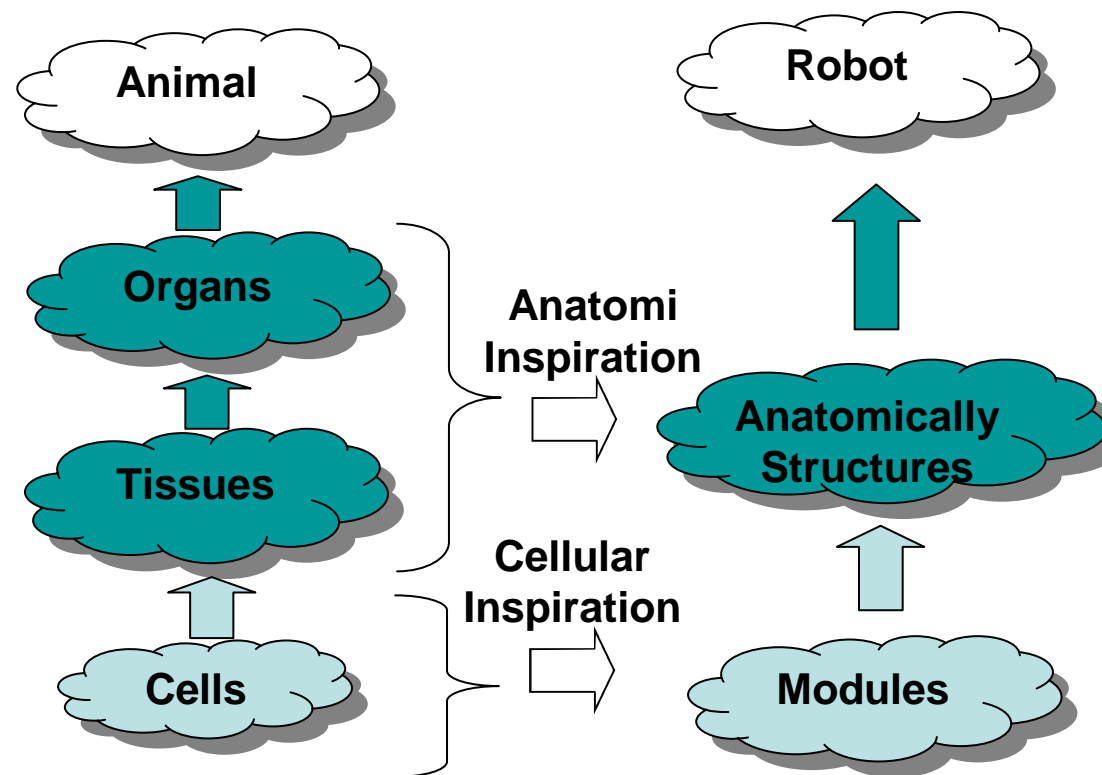 Animal
Robot
Organs
Anatomi
Inspiration
Anatomically
Structures
Tissues
Cellular
Inspiration
Cells
Modules